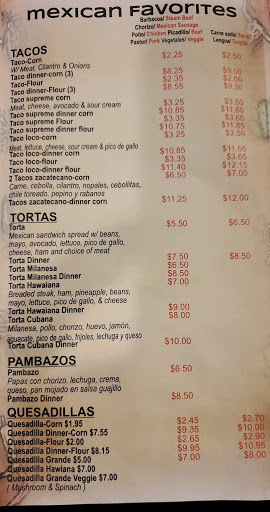 mexican FAVORITES
Barbacoa/ Steam Beef
Chorizo/ Mexican Sausage
Pollo/ Chicken Picadillo/ Beef Carne asada/ Steak
Pastor/ Pork Vegetales/ Veggie Lengua/ Tongue
TACOS
Taco-Corn $2.25 $2.50
W/ Meat, Cilantro & Onions
Taco dinner-corn (3) $8.25 $9.00
Taco-Flour $2.35 $2.60
Taco dinner-Flour (3) $8.55 $9.30
Taco supreme corn $3.25 $3.50
Meat, cheese, avocado & sour cream
Taco supreme dinner corn $10.85 $11.55
Taco supreme Flour $3.35 $3.60
Taco supreme dinner flour $10.75 $11.85
Taco loco-corn $3.25 $3.50
Meat, lettuce, cheese, sour cream & pico de gallo
Taco loco-dinner corn $10.85 $11.55
Taco loco-flour $3.35 $3.60
Taco loco-dinner flour $11.40 $12.15
2 Tacos zacatecano-corn $6.50 $7.00
Carne, cebolla, cilantro, nopales, cebollitas, chile toreado, pepino y rabanos
Tacos zacatecano-dinner corn $11.25 $12.00
TORTAS
Torta $5.50 $6.50
Mexican sandwich spread w/ beans,
mayo, avocado, lettuce, pico de gallo,
cheese, ham and choice of meat
Torta Dinner $7.50 $8.50
Torta Milanesa $6.50
Torta Milanesa Dinner $8.50
Torta Hawaiana $7.00
Breaded steak, ham, pineapple, beans,
mayo, lettuce, pico de gallo, & cheese
Torta Hawaiana Dinner $9.00
Torta Cubana $8.00
Milanesa, pollo, chorizo, huevo, jamón,
aguacate, pico de gallo, frijoles, lechuga y queso
Torta Cubana Dinner $10.00
PAMBAZOS
Pambazo $6.50
Papas con chorizo, lechuga, crema,
queso, pan mojado en salsa guajillo
Pambazo Dinner $8.50
QUESADILLAS
Quesadilla-Corn $1.95 $2.45 $2.70
Quesadilla Dinner-Corn $7.55 $9.35 $10.00
Quesadilla-Flour $2.00 $2.65 $2.90
Quesadilla Dinner-Flour $8.15 $9.95 $10.95
Quesadilla Grande $5.00 $7.00 $8.00
Quesadilla Hawiana $7.00
Quesadilla Grande Veggie $7.00
( Mushroom & Spinach )